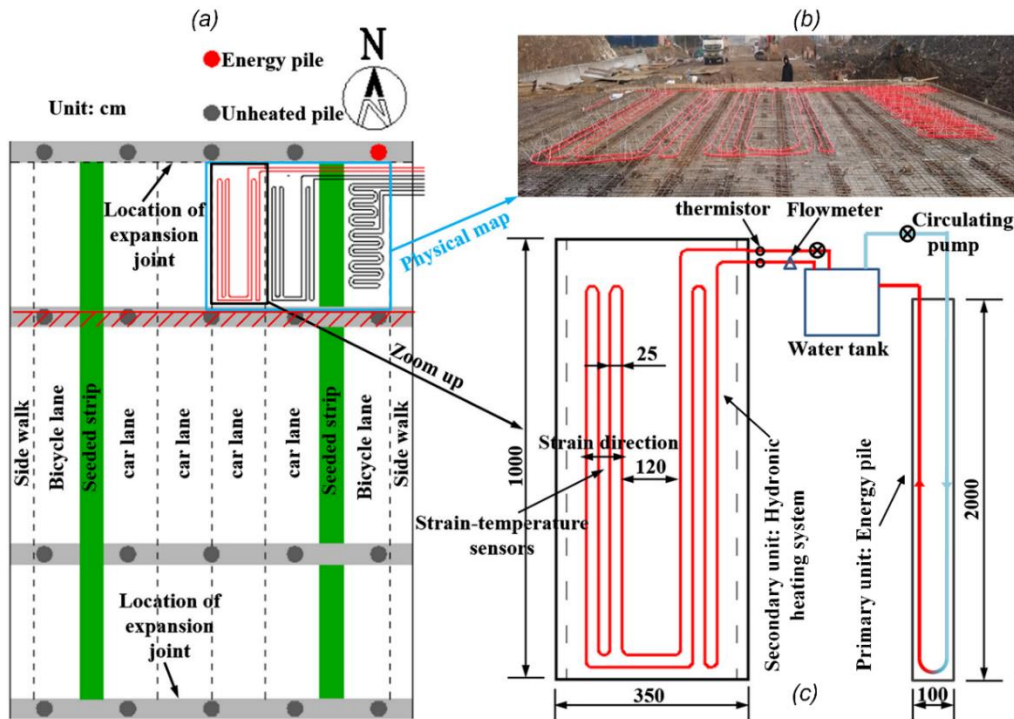 (a)
N
Energy pile
Unit: cm
Unheated pile
Location of
expansion
joint
Physical map
Zoom up
Side walk
Bicycle lane
Seeded strip
car lane
car lane
car lane
car lane
Seeded strip
Bicycle lane
Side walk
Location of
expansion
joint
(b)
thermistor
Flowmeter
Circulating
pump
Water tank
25
Strain direction
120
1000
Strain-temperature
sensors
Secondary unit: Hydronic
heating system
Primary unit: Energy pile
2000
350
(c)
100